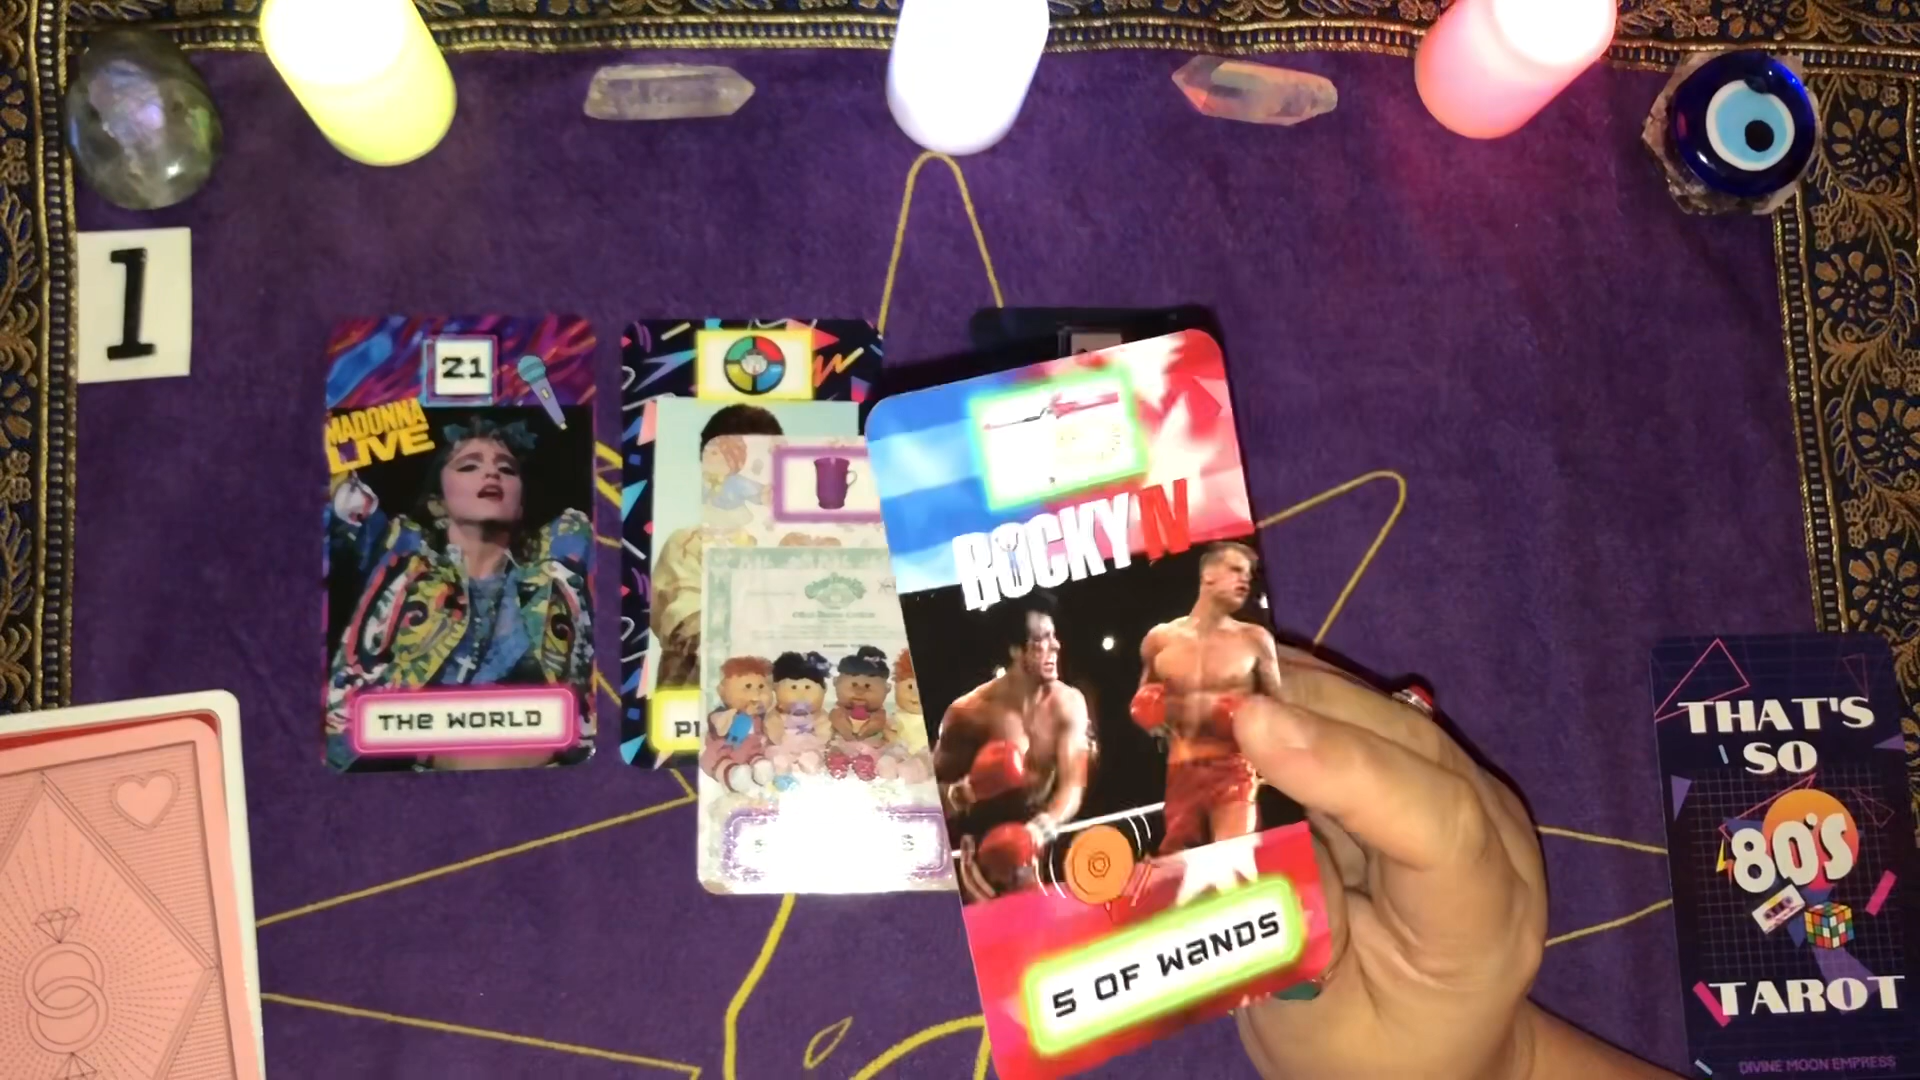 1
21
MADONNA
LIVE
THE WORLD
ROCKY IV
5 OF WANDS
THAT'S
SO
80'S
TAROT
DIVINE MOON EMPRESS